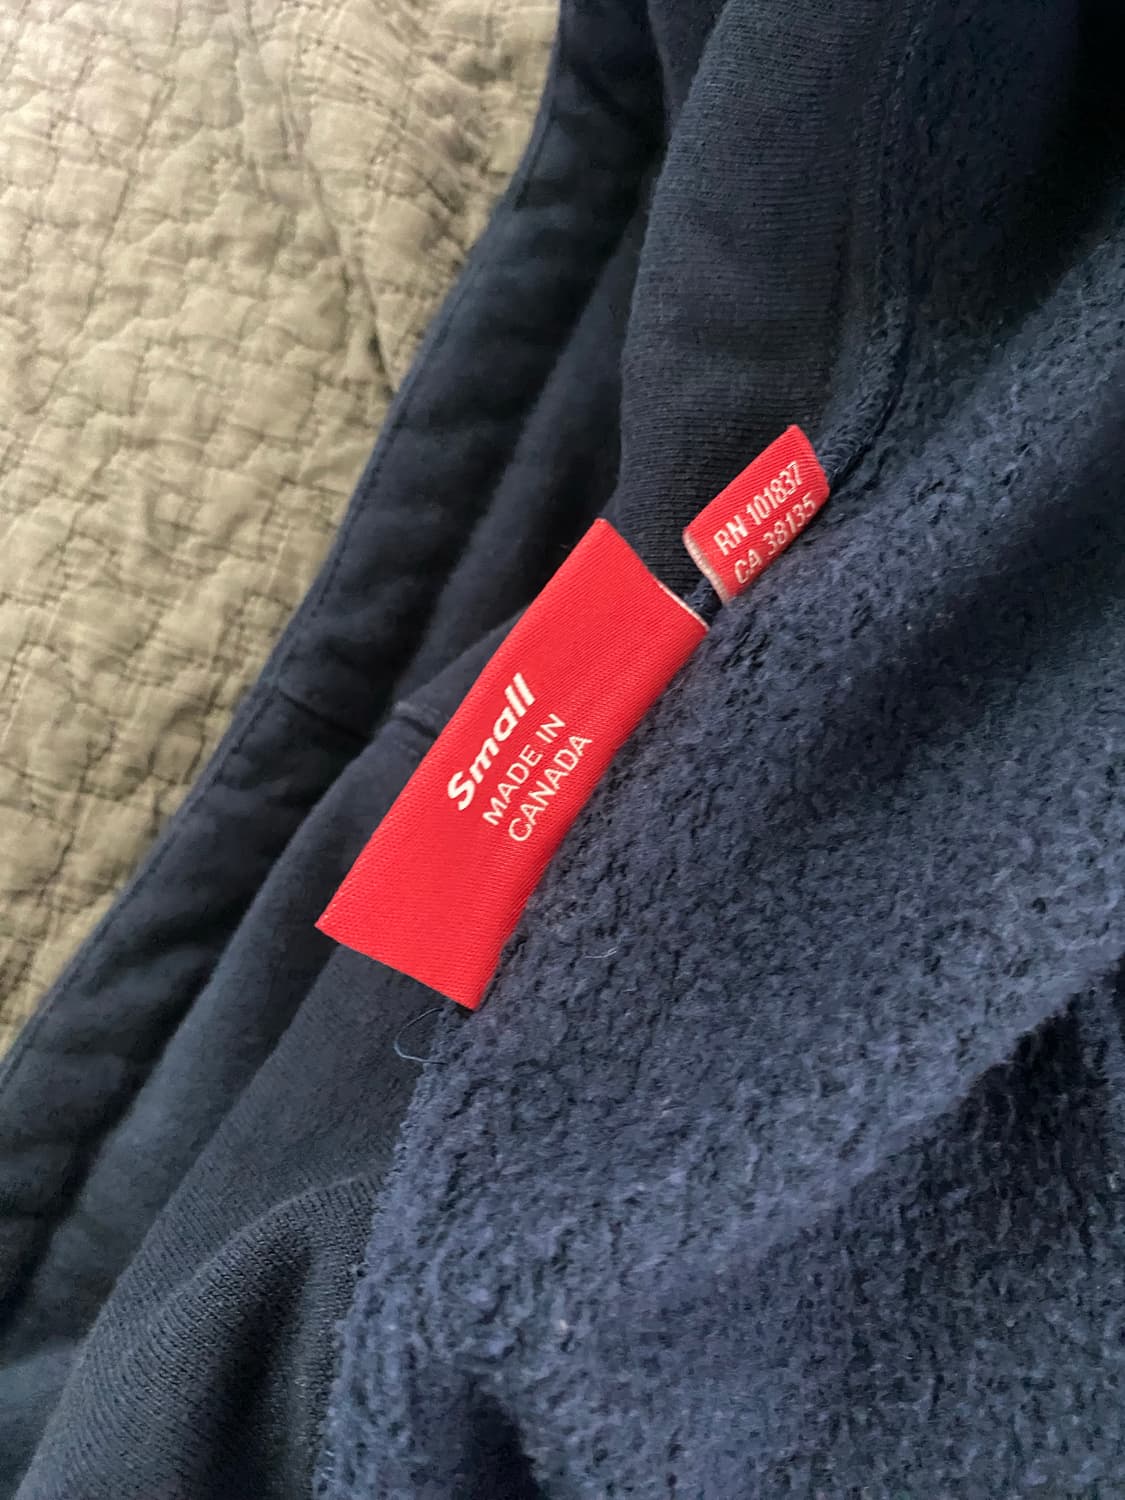 RN 101837
CA 38135
Small
MADE IN
CANADA